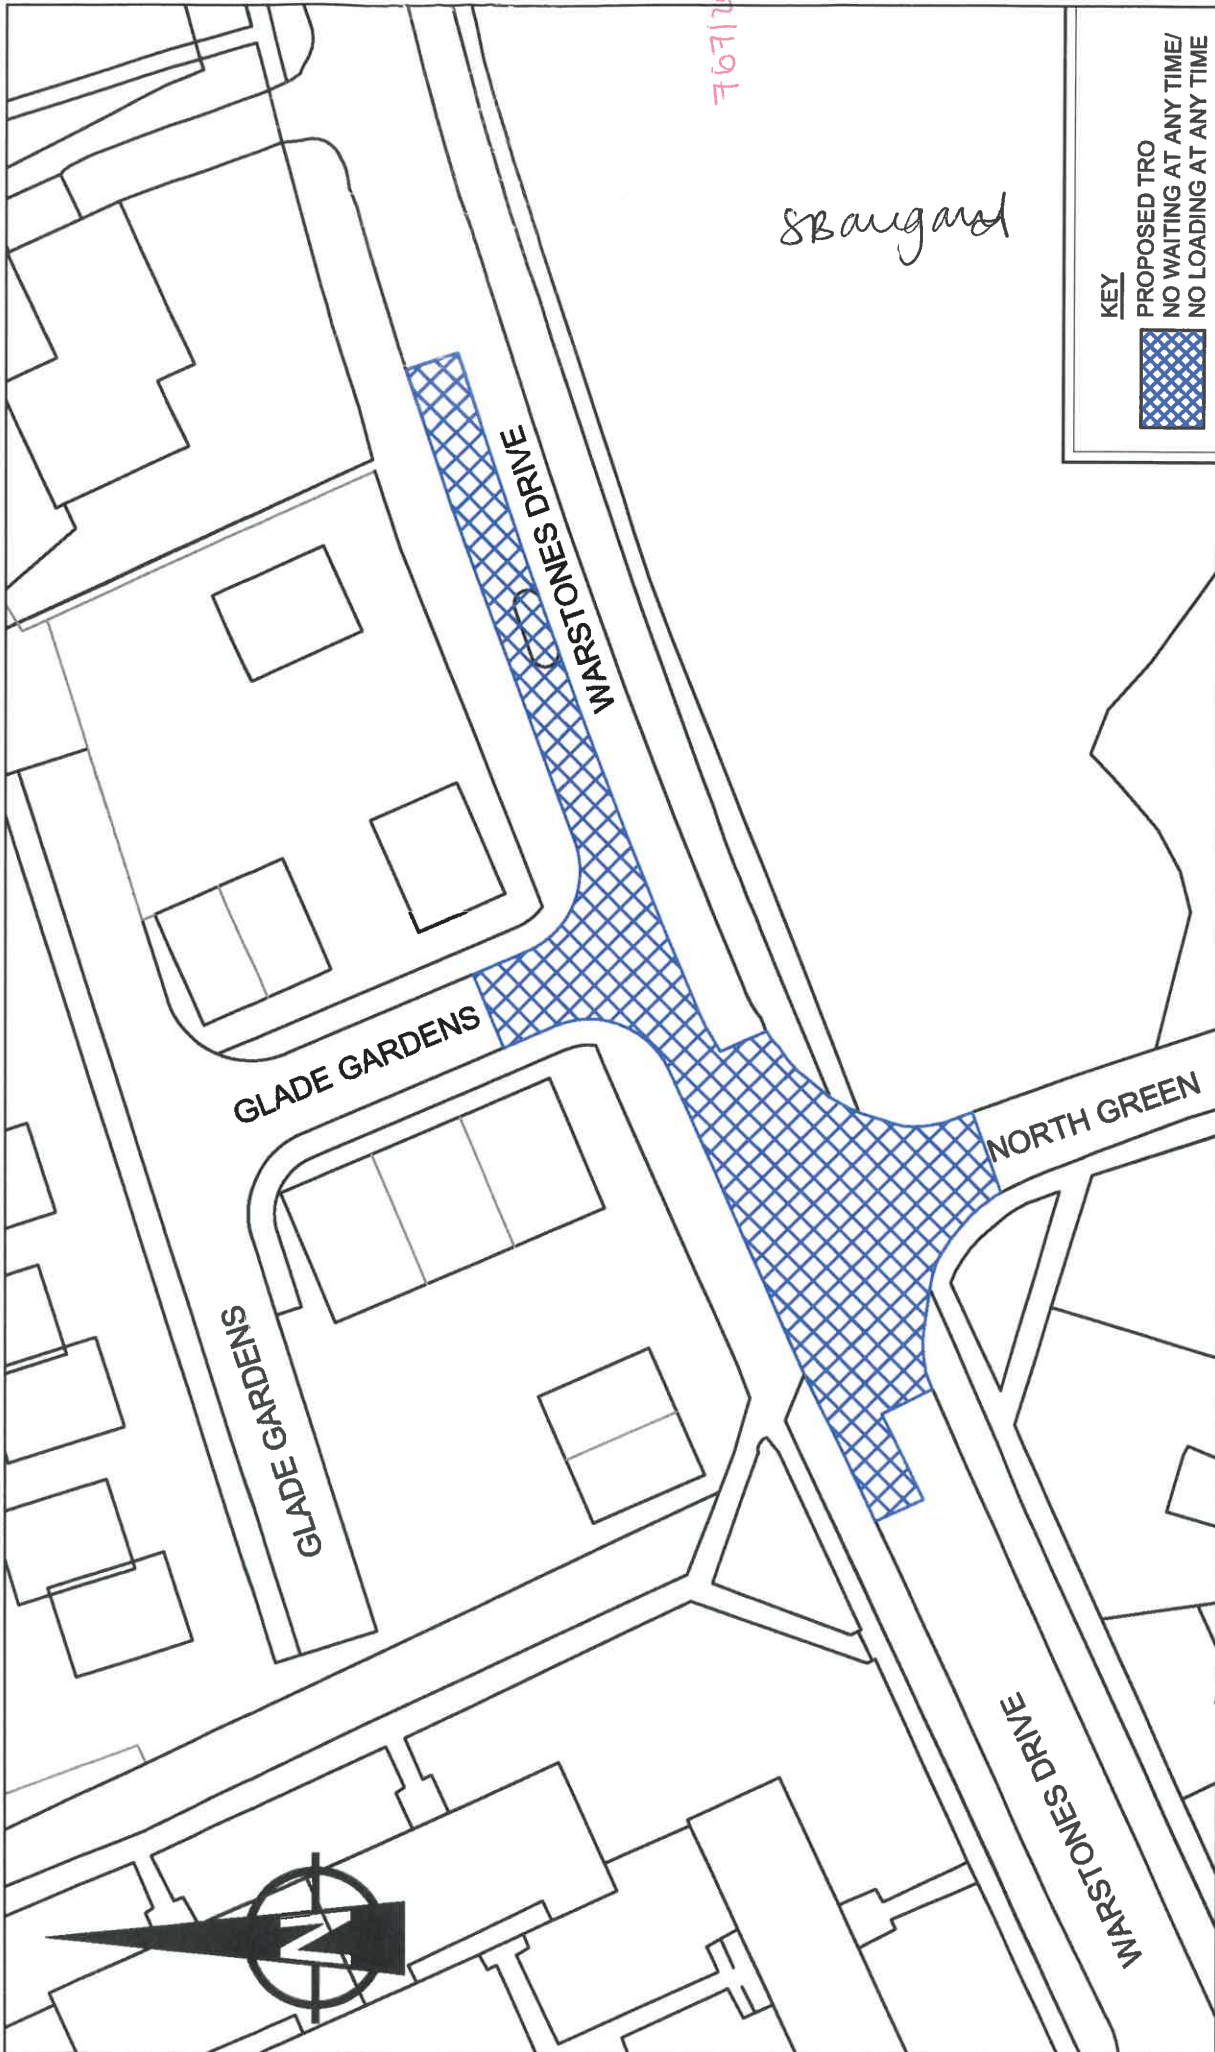 KEY
PROPOSED TRO
NO WAITING AT ANY TIME/
NO LOADING AT ANY TIME
WARSTONES DRIVE
GLADE GARDENS
NORTH GREEN
GLADE GARDENS
WARSTONES DRIVE
N